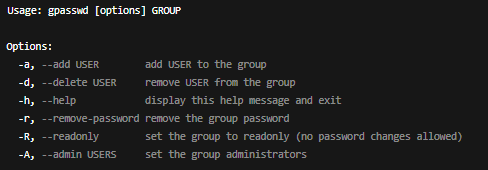 Usage: gpasswd [options] GROUP
Options:
-a, --add USER add USER to the group
-d, --delete USER remove USER from the group
-h, --help display this help message and exit
-r, --remove-password remove the group password
-R, --readonly set the group to readonly (no password changes allowed)
-A, --admin USERS set the group administrators